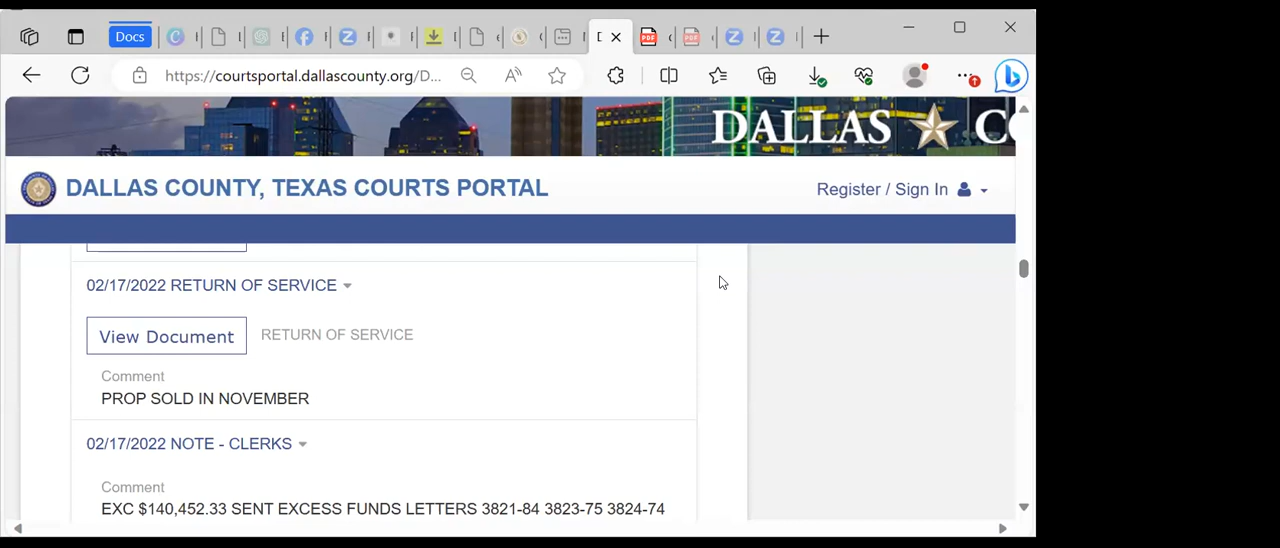 Docs
https://courtsportal.dallascounty.org/D...
DALLAS CO
DALLAS COUNTY, TEXAS COURTS PORTAL
Register / Sign In
02/17/2022 RETURN OF SERVICE
View Document
RETURN OF SERVICE
Comment
PROP SOLD IN NOVEMBER
02/17/2022 NOTE - CLERKS
Comment
EXC $140,452.33 SENT EXCESS FUNDS LETTERS 3821-84 3823-75 3824-74